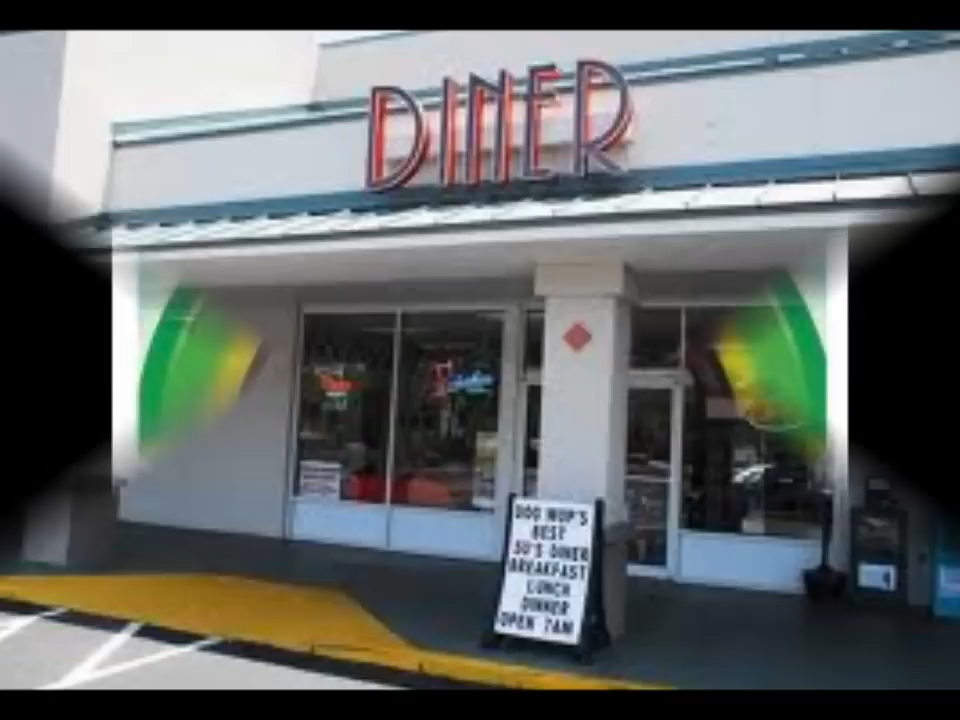 DINER
DOO WOP'S
BEST
50'S DINER
BREAKFAST
LUNCH
DINNER
OPEN 7AM